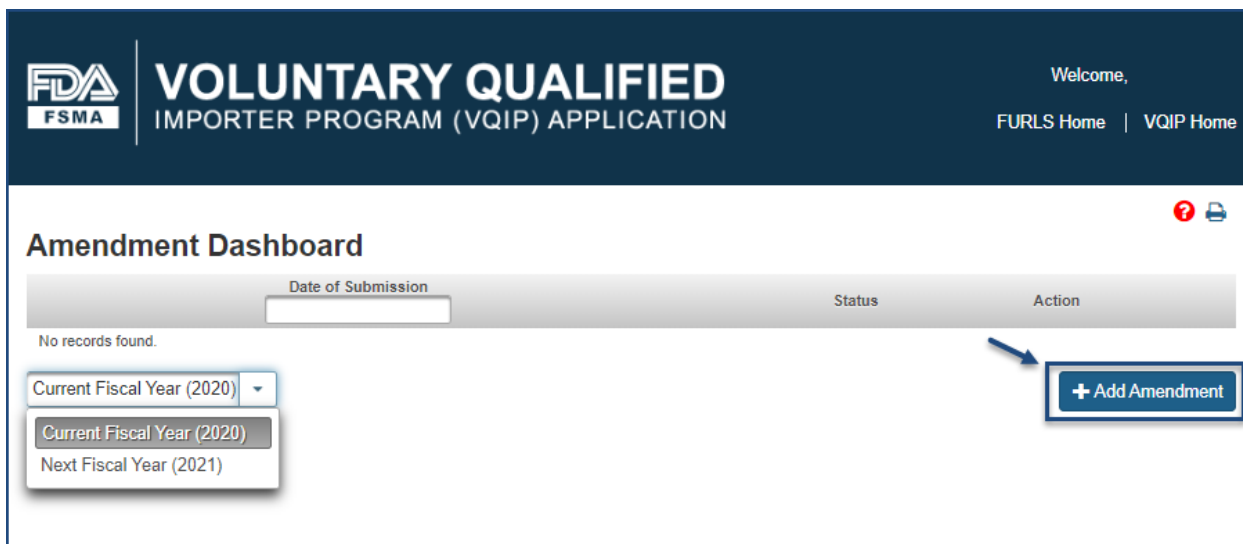 FDA
FSMA
VOLUNTARY QUALIFIED
IMPORTER PROGRAM (VQIP) APPLICATION
Welcome,
FURLS Home | VQIP Home
?
Amendment Dashboard
Date of Submission
Status
Action
No records found.
Current Fiscal Year (2020)
+ Add Amendment
Current Fiscal Year (2020)
Next Fiscal Year (2021)